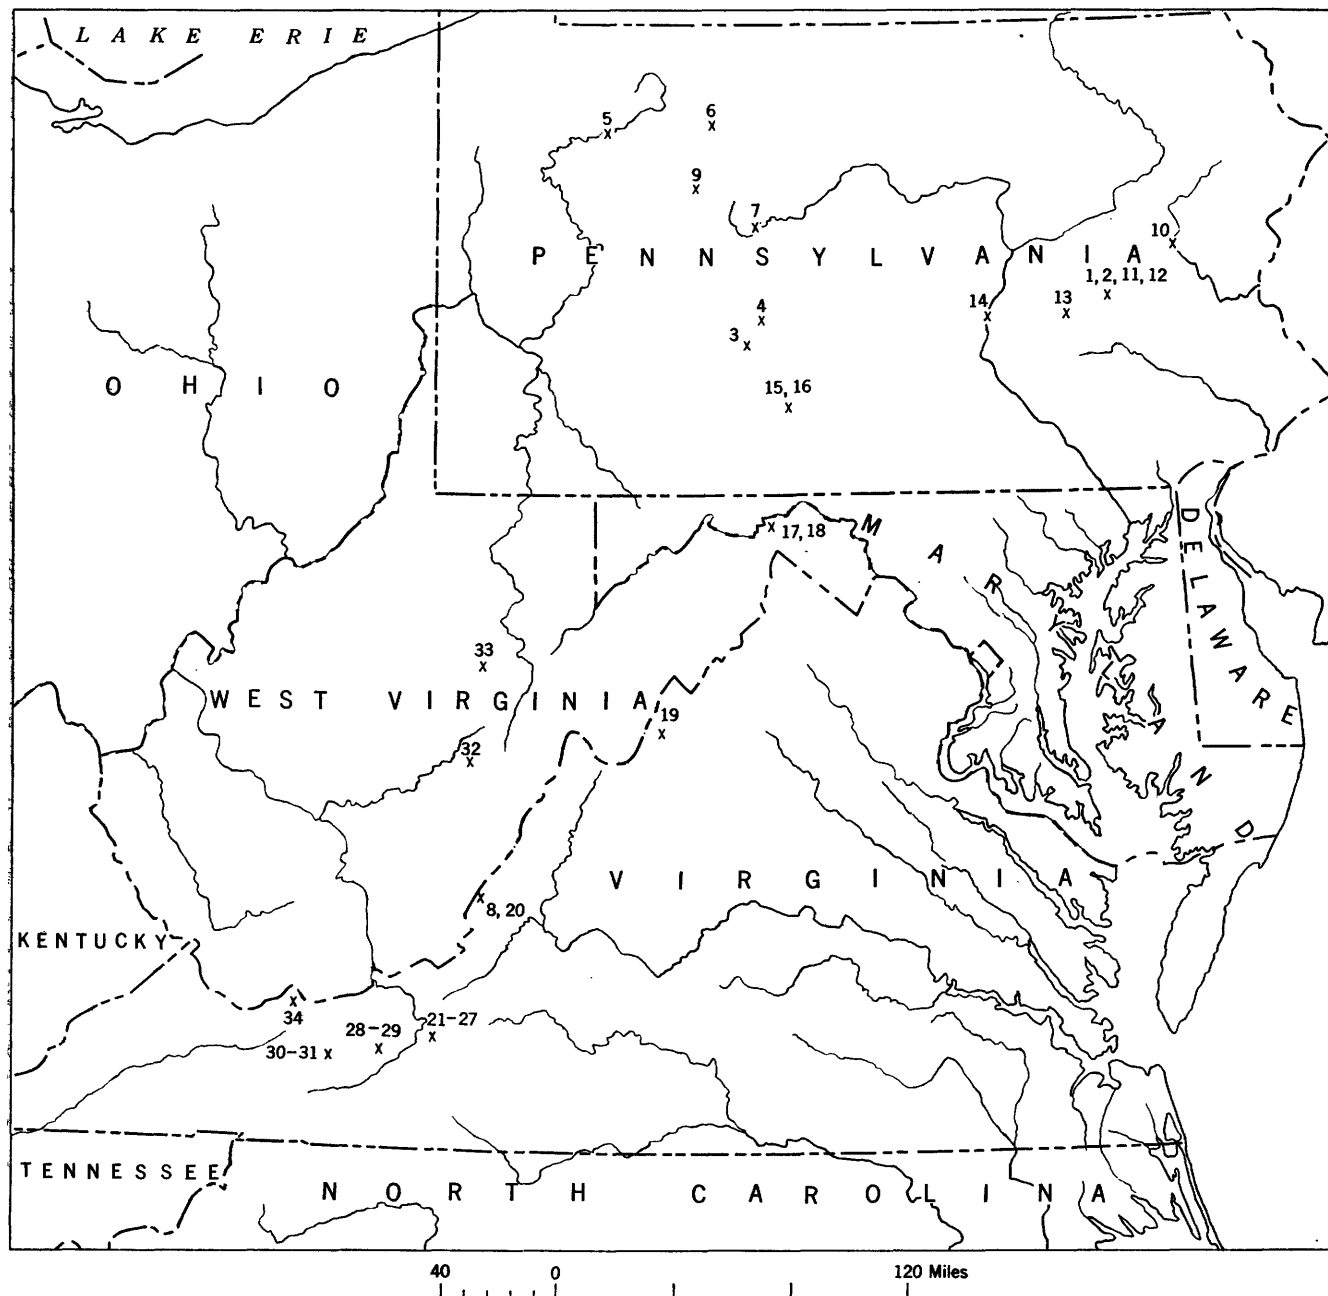 LAKE ERIE
5
6
9
7
10
PENNSYLVANIA
1, 2, 11, 12
14
13
4
3
OHIO
15, 16
17, 18
MARYLAND
DELAWARE
33
WEST VIRGINIA
19
32
VIRGINIA
8, 20
KENTUCKY
34
28-29
21-27
30-31
TENNESSEE
NORTH CAROLINA
40 0 120 Miles